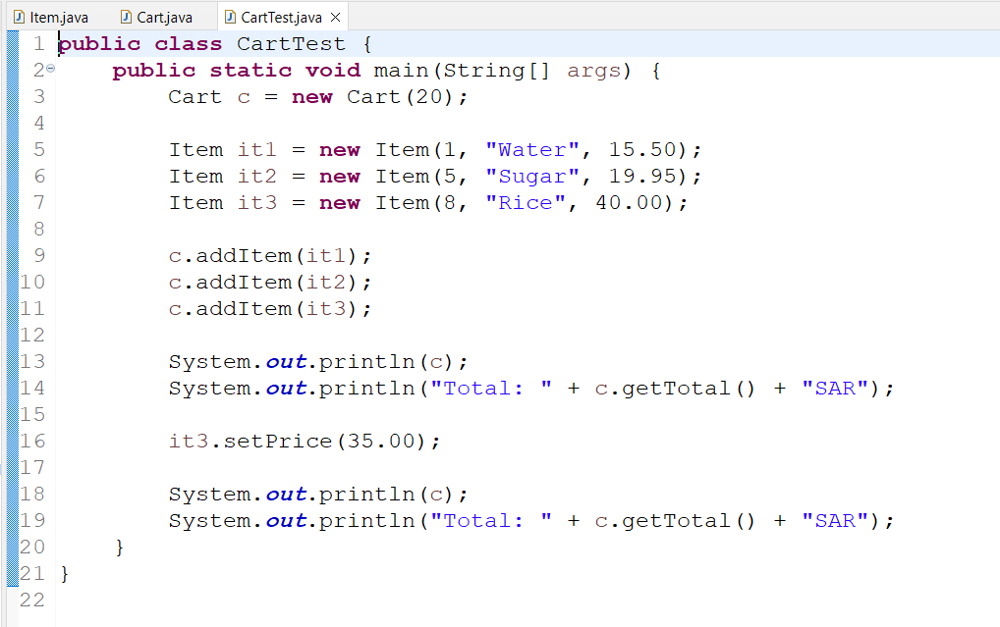 Item.java Cart.java CartTest.java
1 public class CartTest {
2 public static void main(String[] args) {
3 Cart c = new Cart(20);
4
5 Item it1 = new Item(1, "Water", 15.50);
6 Item it2 = new Item(5, "Sugar", 19.95);
7 Item it3 = new Item(8, "Rice", 40.00);
8
9 c.addItem(it1);
10 c.addItem(it2);
11 c.addItem(it3);
12
13 System.out.println(c);
14 System.out.println("Total: " + c.getTotal() + "SAR");
15
16 it3.setPrice(35.00);
17
18 System.out.println(c);
19 System.out.println("Total: " + c.getTotal() + "SAR");
20 }
21 }
22